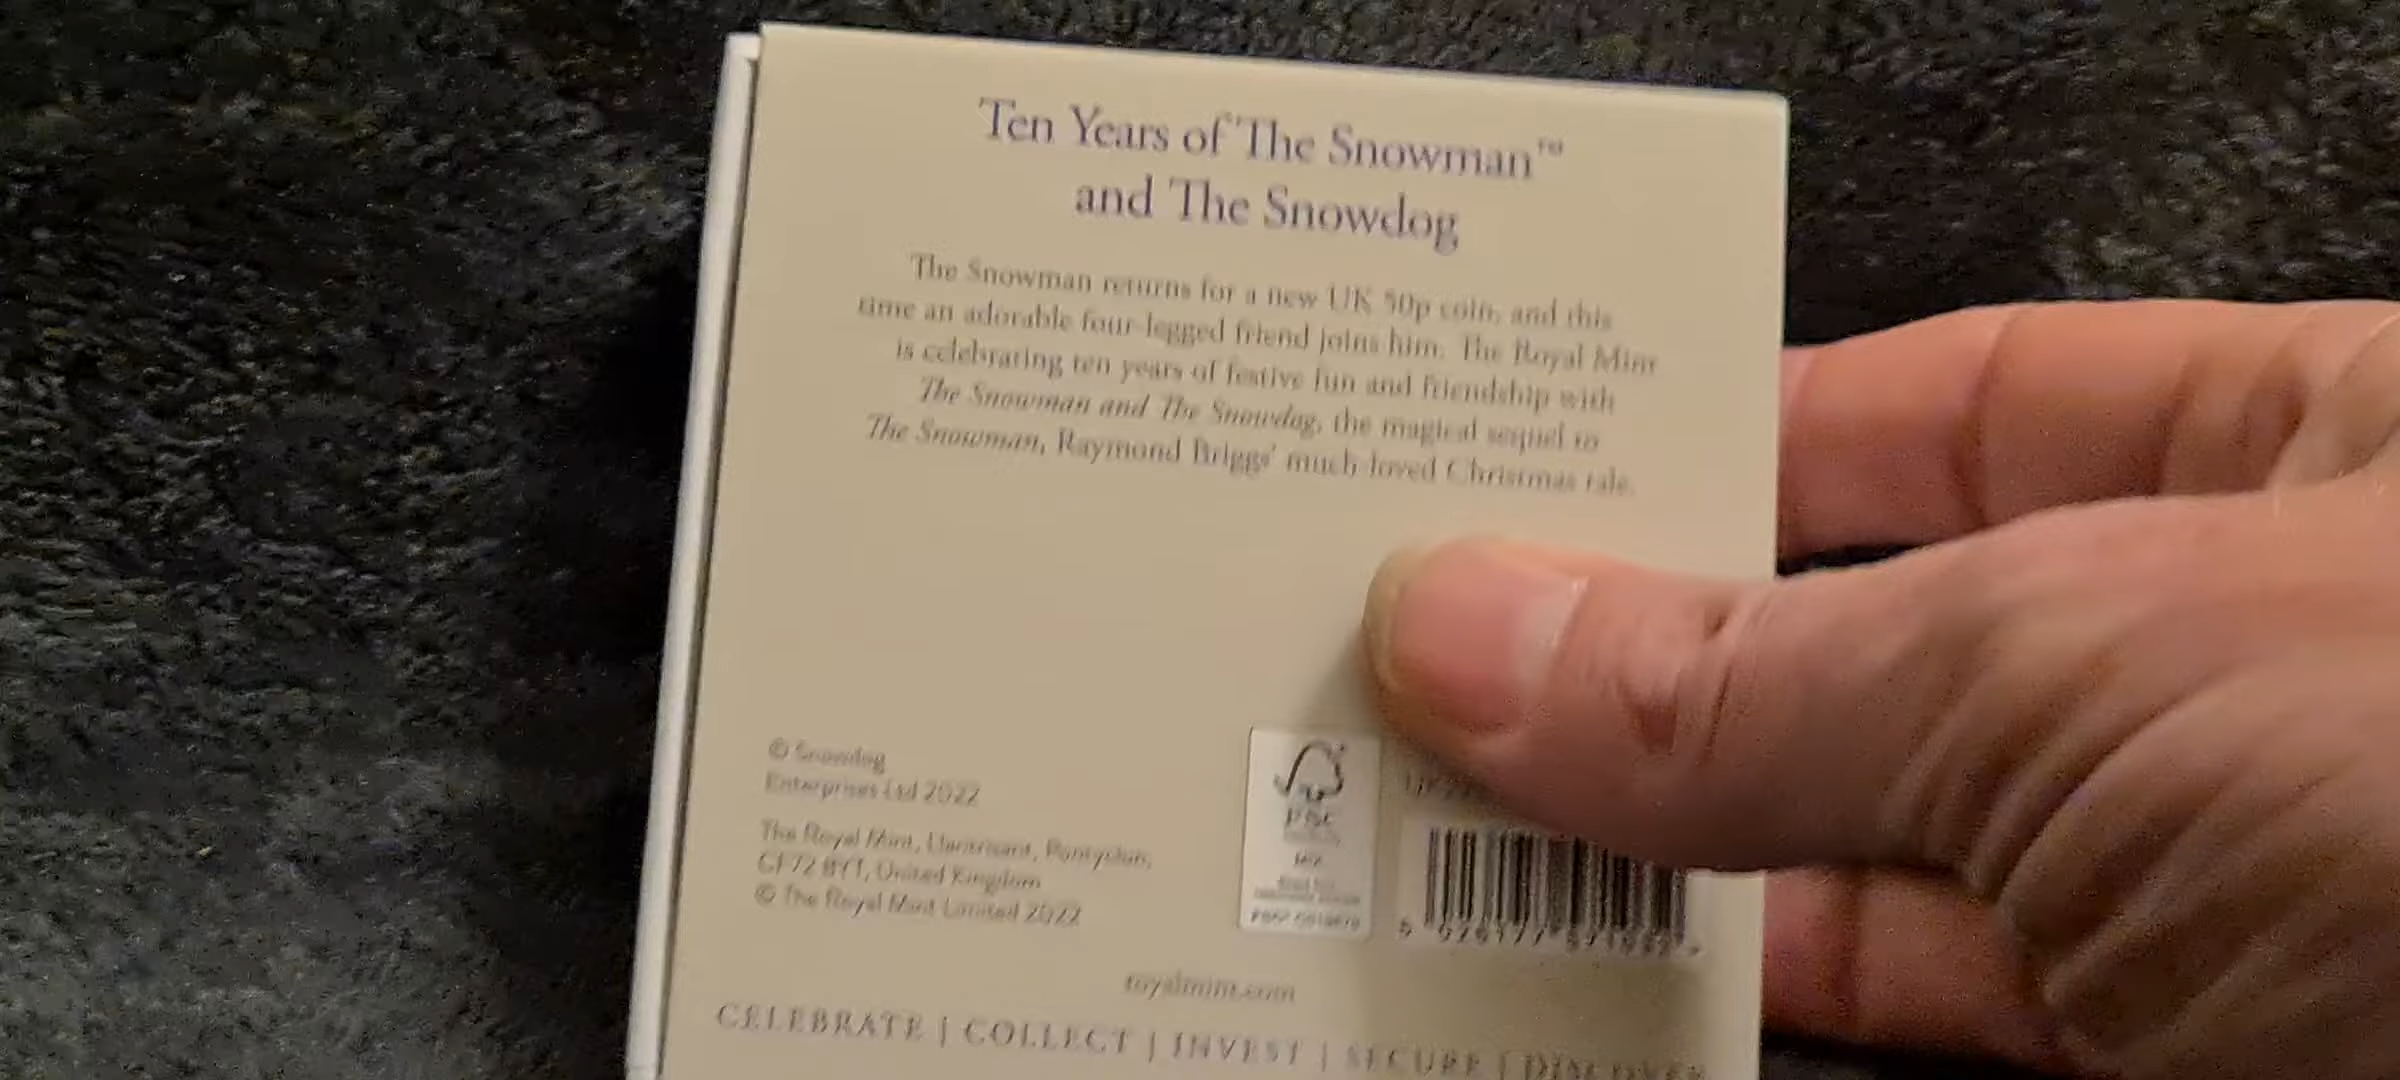 Ten Years of The Snowman™
and The Snowdog
The Snowman returns for a new UK 50p coin, and this
time an adorable four-legged friend joins him. The Royal Mint
is celebrating ten years of festive fun and friendship with
The Snowman and The Snowdog, the magical sequel to
The Snowman, Raymond Briggs' much-loved Christmas tale.
© Snowdog
Enterprises Ltd 2022
The Royal Mint, Llantrisant, Pontyclun,
CF72 8YT, United Kingdom
© The Royal Mint Limited 2022
FSC
MIX
royalmint.com
CELEBRATE | COLLECT | INVEST | SECURE | DISCOVER